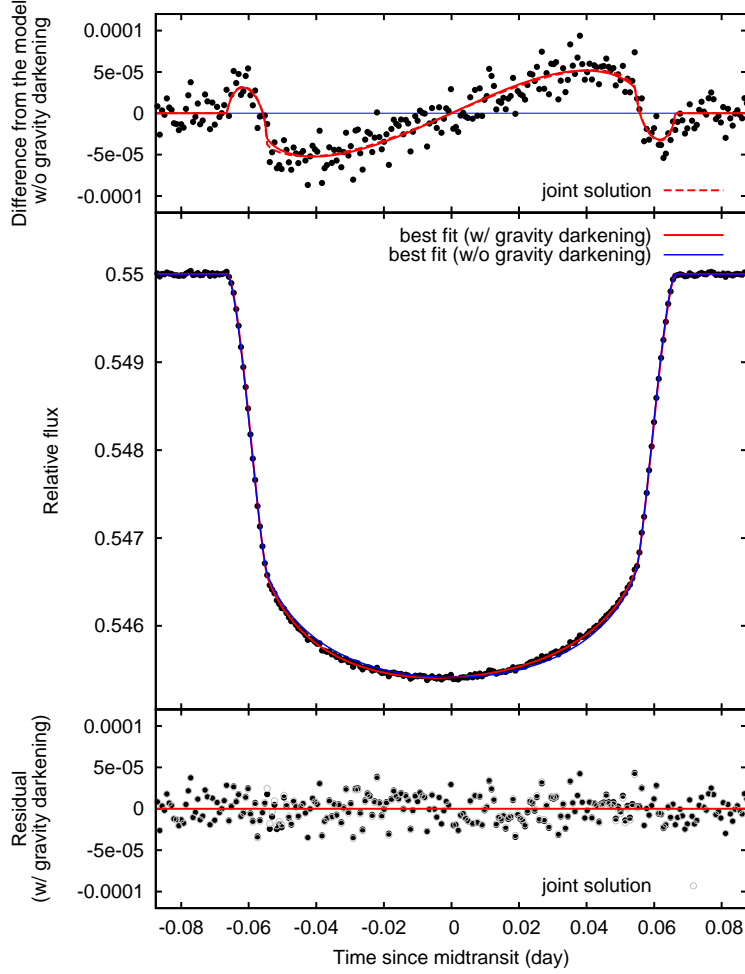 Difference from the model
w/o gravity darkening
0.0001
5e-05
0
-5e-05
-0.0001
joint solution
Relative flux
best fit (w/ gravity darkening)
best fit (w/o gravity darkening)
0.55
0.549
0.548
0.547
0.546
Residual
(w/ gravity darkening)
0.0001
5e-05
0
-5e-05
-0.0001
joint solution
-0.08 -0.06 -0.04 -0.02 0 0.02 0.04 0.06 0.08
Time since midtransit (day)